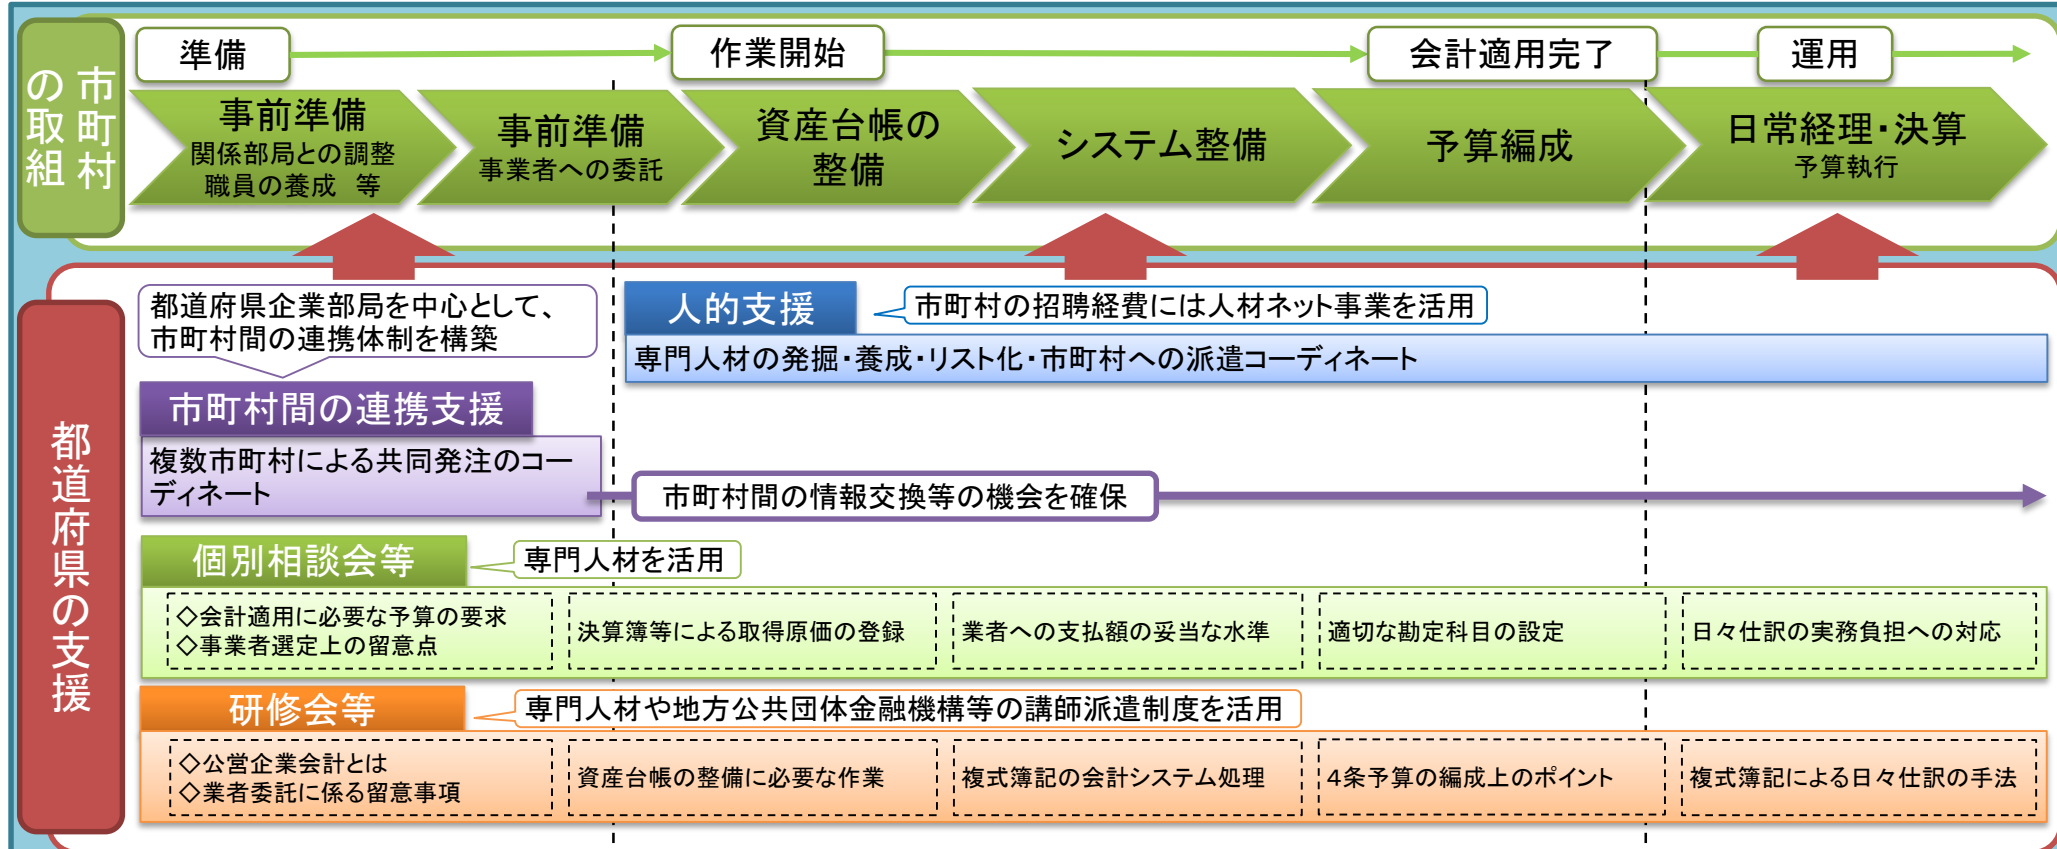 市町村
の取組
準備
作業開始
会計適用完了
運用
事前準備
関係部局との調整
職員の養成　等
事前準備
事業者への委託
資産台帳の
整備
システム整備
予算編成
日常経理・決算
予算執行
都道府県の支援
都道府県企業部局を中心として、
市町村間の連携体制を構築
人的支援
市町村の招聘経費には人材ネット事業を活用
専門人材の発掘・養成・リスト化・市町村への派遣コーディネート
市町村間の連携支援
複数市町村による共同発注のコー
ディネート
市町村間の情報交換等の機会を確保
個別相談会等
専門人材を活用
◇会計適用に必要な予算の要求
◇事業者選定上の留意点
決算簿等による取得原価の登録
業者への支払額の妥当な水準
適切な勘定科目の設定
日々仕訳の実務負担への対応
研修会等
専門人材や地方公共団体金融機構等の講師派遣制度を活用
◇公営企業会計とは
◇業者委託に係る留意事項
資産台帳の整備に必要な作業
複式簿記の会計システム処理
４条予算の編成上のポイント
複式簿記による日々仕訳の手法